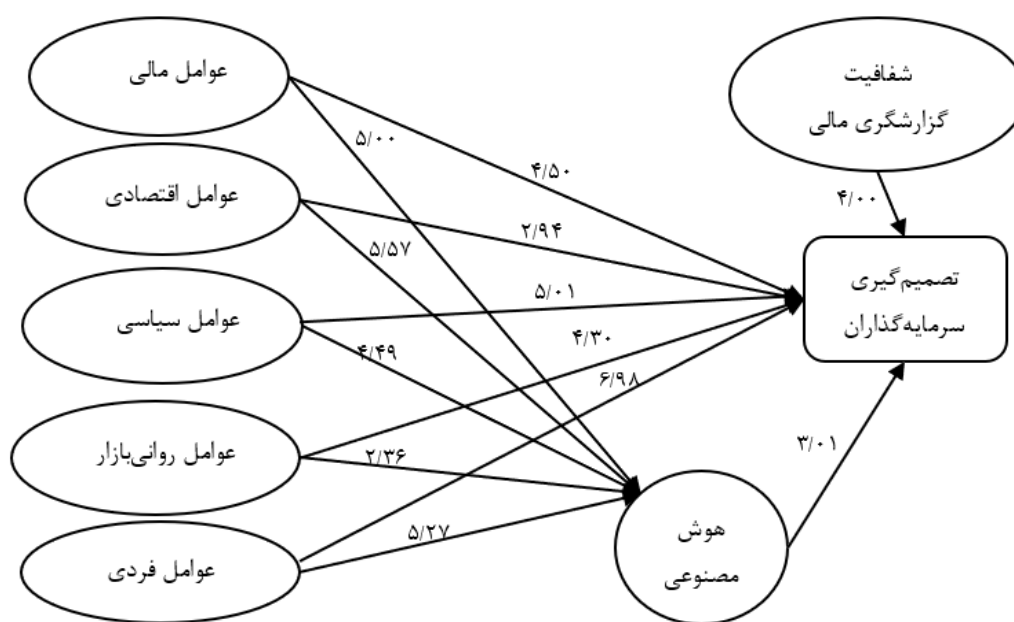 عوامل مالی
شفافیت
گزارشگری مالی
۵/۰۰
۴/۵۰
عوامل اقتصادی
۴/۰۰
۲/۹۴
۵/۵۷
تصمیم‌گیری
سرمایه‌گذاران
۵/۰۱
عوامل سیاسی
۴/۳۰
۴/۴۹
۶/۹۸
عوامل روانی‌بازار
۲/۳۶
۳/۰۱
هوش
مصنوعی
۵/۲۷
عوامل فردی